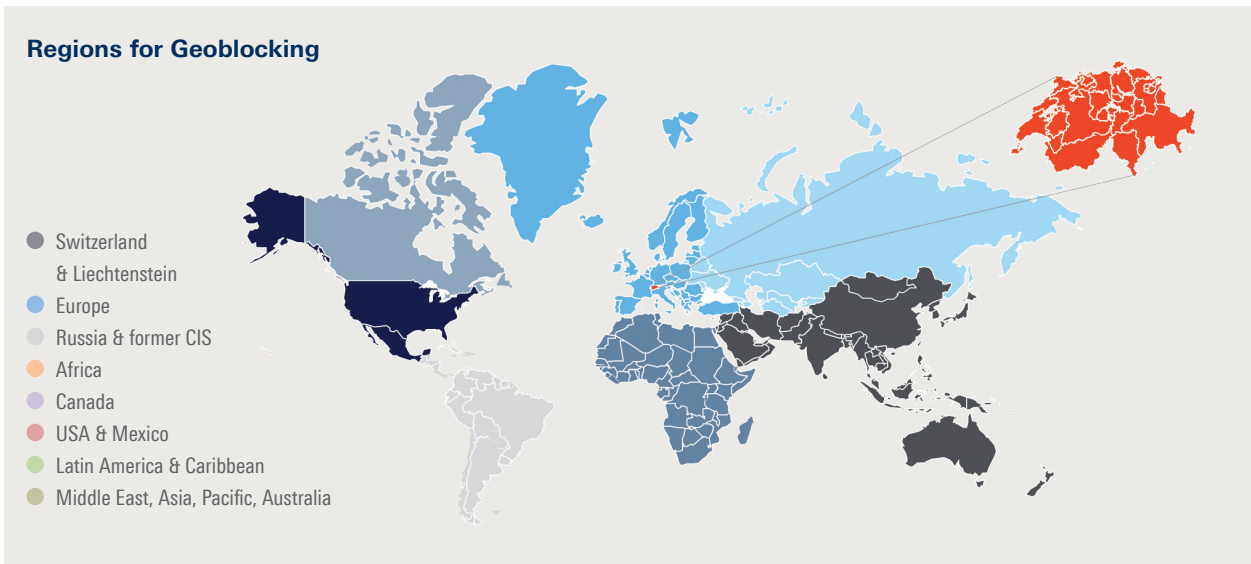 Regions for Geoblocking
Switzerland
& Liechtenstein
Europe
Russia & former CIS
Africa
Canada
USA & Mexico
Latin America & Caribbean
Middle East, Asia, Pacific, Australia